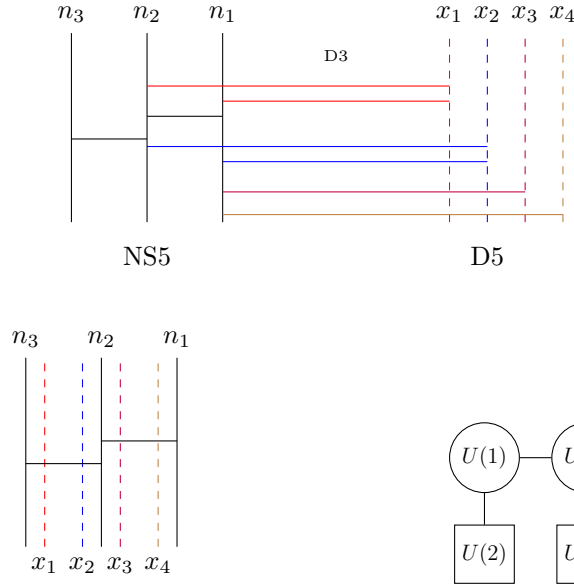 n₃ n₂ n₁ x₁ x₂ x₃ x₄
D3
NS5 D5
n₃ n₂ n₁
U(1)
U(2)
x₁ x₂ x₃ x₄